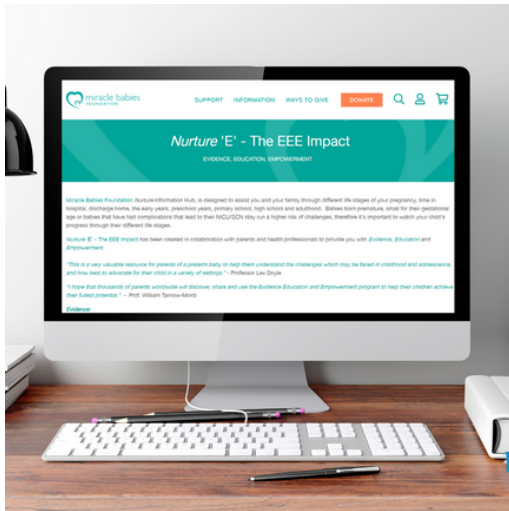 miracle babies
FOUNDATION
SUPPORT INFORMATION WAYS TO GIVE DONATE
Nurture 'E' - The EEE Impact
EVIDENCE, EDUCATION, EMPOWERMENT
Miracle Babies Foundation Nurture Information Hub, is designed to assist you and your family through different life stages of your pregnancy, time in
hospital, discharge home, the early years, preschool years, primary school, high school and adulthood. Babies born premature, small for their gestational
age or babies that have had complications that lead to their NICU/SCN stay run a higher risk of challenges, therefore it's important to watch your child's
progress through their different life stages.
Nurture 'E' - The EEE Impact has been created in collaboration with parents and health professionals to provide you with Evidence, Education and
Empowerment.
"This is a very valuable resource for parents of a preterm baby to help them understand the challenges which may be faced in childhood and adolescence,
and how best to advocate for their child in a variety of settings." - Professor Lex Doyle
"I hope that thousands of parents worldwide will discover, share and use the Evidence Education and Empowerment program to help their children achieve
their fullest potential." - Prof. William Tarnow-Mordi
Evidence: